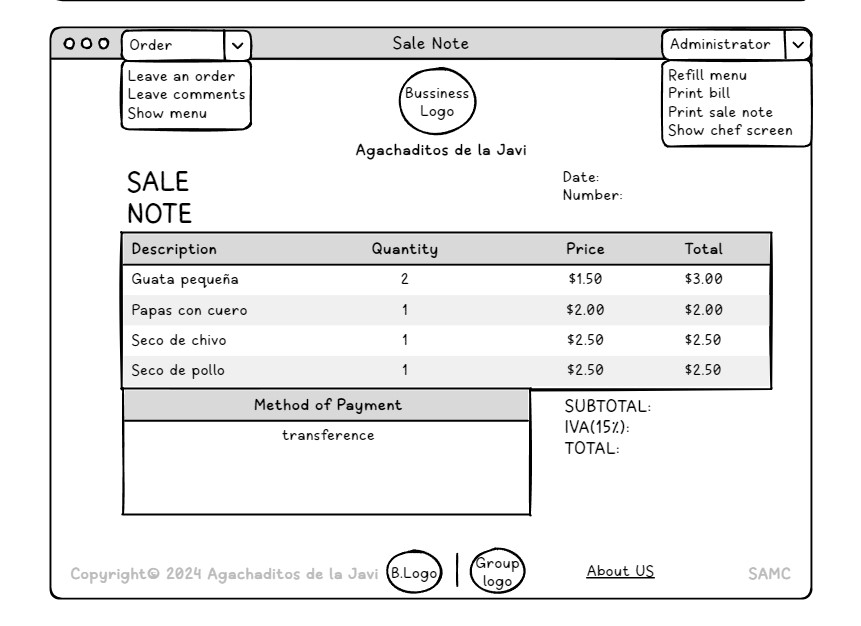 Order
Sale Note
Administrator
Leave an order
Leave comments
Show menu
Bussiness
Logo
Refill menu
Print bill
Print sale note
Show chef screen
Agachaditos de la Javi
SALE
NOTE
Date:
Number:
Description Quantity Price Total
Guata pequeña 2 $1.50 $3.00
Papas con cuero 1 $2.00 $2.00
Seco de chivo 1 $2.50 $2.50
Seco de pollo 1 $2.50 $2.50
Method of Payment
transference
SUBTOTAL:
IVA(15%):
TOTAL:
Copyright© 2024 Agachaditos de la Javi
B.Logo
Group
logo
About US
SAMC